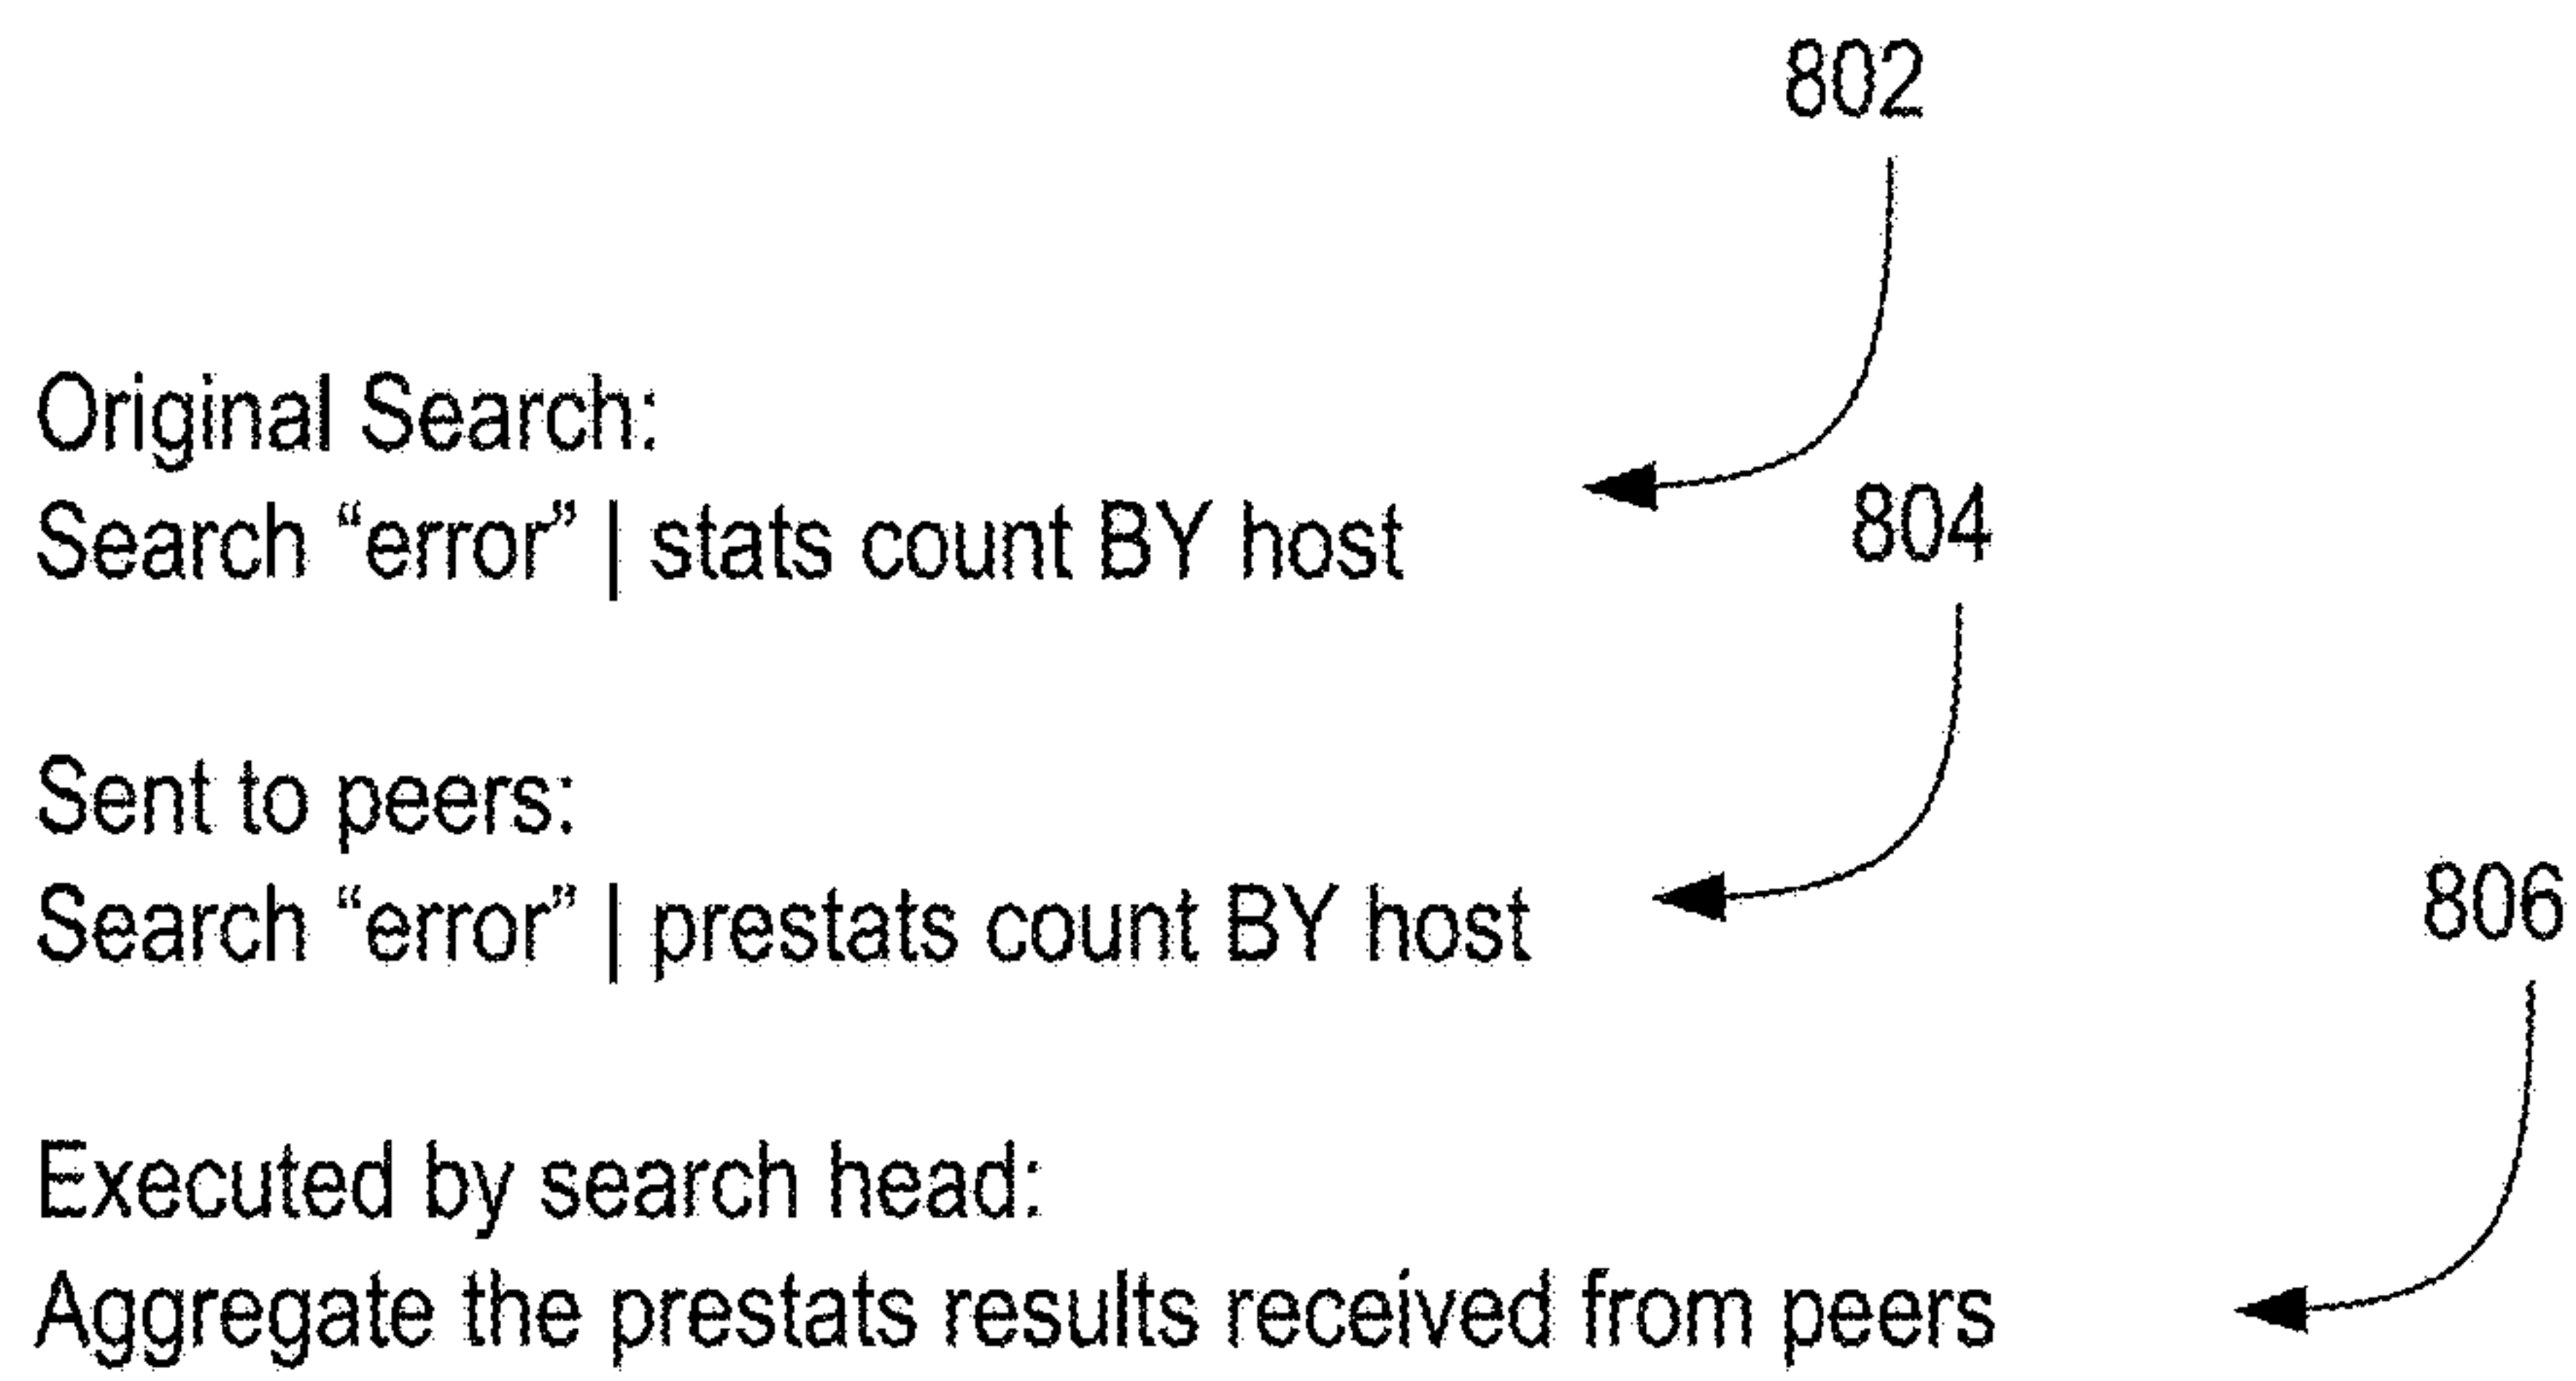 802
Original Search:
Search “error” | stats count BY host
804
Sent to peers:
Search “error” | prestats count BY host
806
Executed by search head:
Aggregate the prestats results received from peers